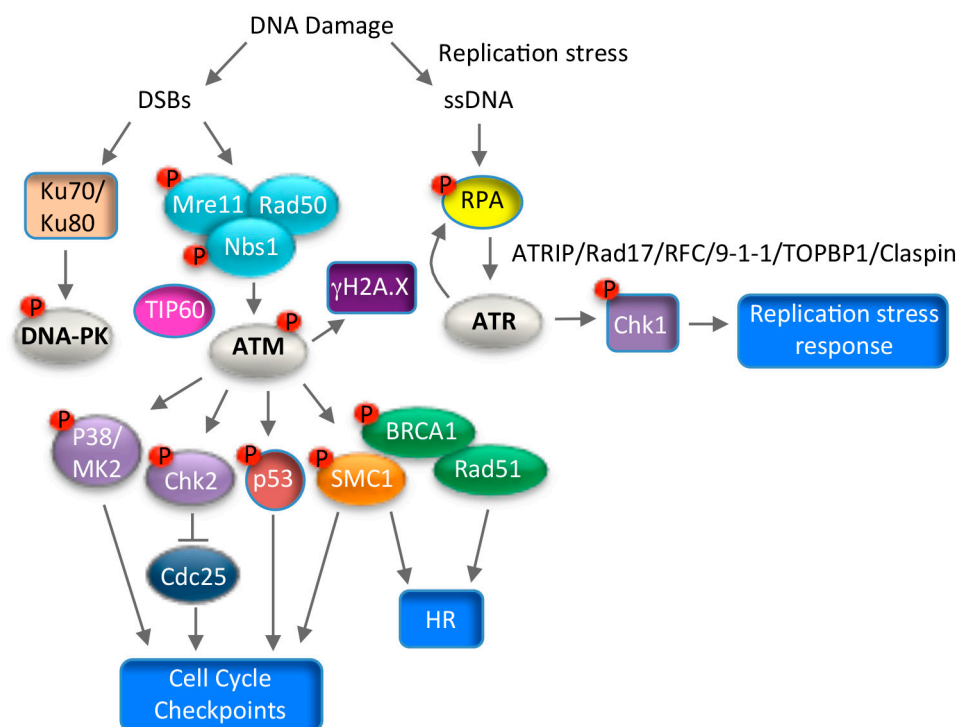 DNA Damage
Replication stress
DSBs
ssDNA
P
Ku70/
Ku80
P
Mre11
Rad50
P
Nbs1
P
RPA
ATRIP/Rad17/RFC/9-1-1/TOPBP1/Claspin
P
DNA-PK
TIP60
γH2A.X
P
ATM
ATR
P
Chk1
Replication stress
response
P
P38/
MK2
P
Chk2
P
p53
P
SMC1
P
BRCA1
Rad51
Cdc25
HR
Cell Cycle
Checkpoints